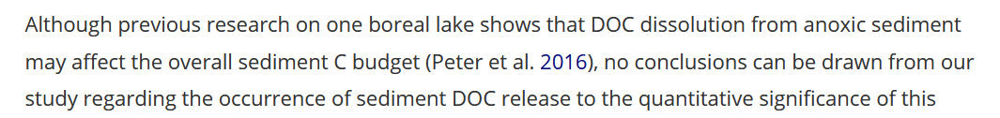 Although previous research on one boreal lake shows that DOC dissolution from anoxic sediment
may affect the overall sediment C budget (Peter et al. 2016), no conclusions can be drawn from our
study regarding the occurrence of sediment DOC release to the quantitative significance of this